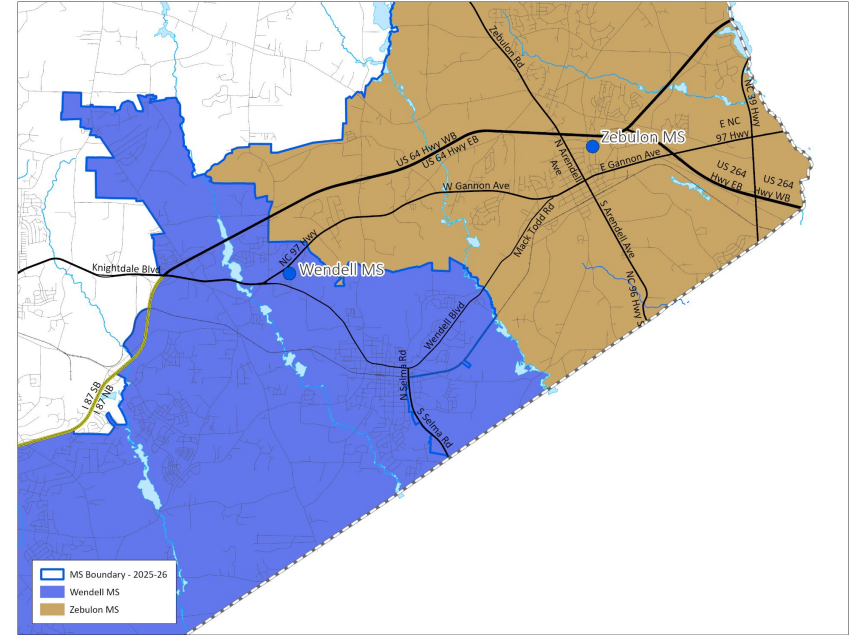 Zebulon Rd
NC 39 Hwy
E NC
97 Hwy
Zebulon MS
US 64 Hwy WB
US 64 Hwy EB
N Arendell
Ave
E Gannon Ave
US 264
Hwy EB
US 264
Hwy WB
W Gannon Ave
S Arendell Ave
Mack Todd Rd
NC 97 Hwy
Knightdale Blvd
Wendell MS
NC 96 Hwy S
Wendell Blvd
N Selma Rd
I 87 SB
I 87 NB
S Selma Rd
MS Boundary - 2025-26
Wendell MS
Zebulon MS